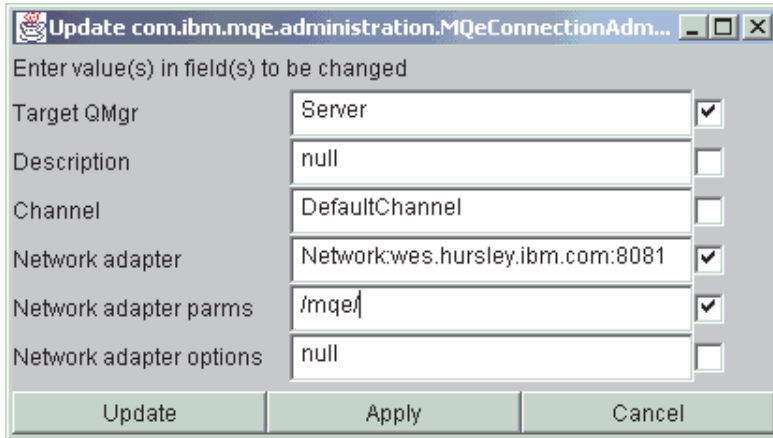 Update com.ibm.mqe.administration.MQeConnectionAdm...
Enter value(s) in field(s) to be changed
Target QMgr Server
Description null
Channel DefaultChannel
Network adapter Network:wes.hursley.ibm.com:8081
Network adapter parms /mqe/
Network adapter options null
Update Apply Cancel